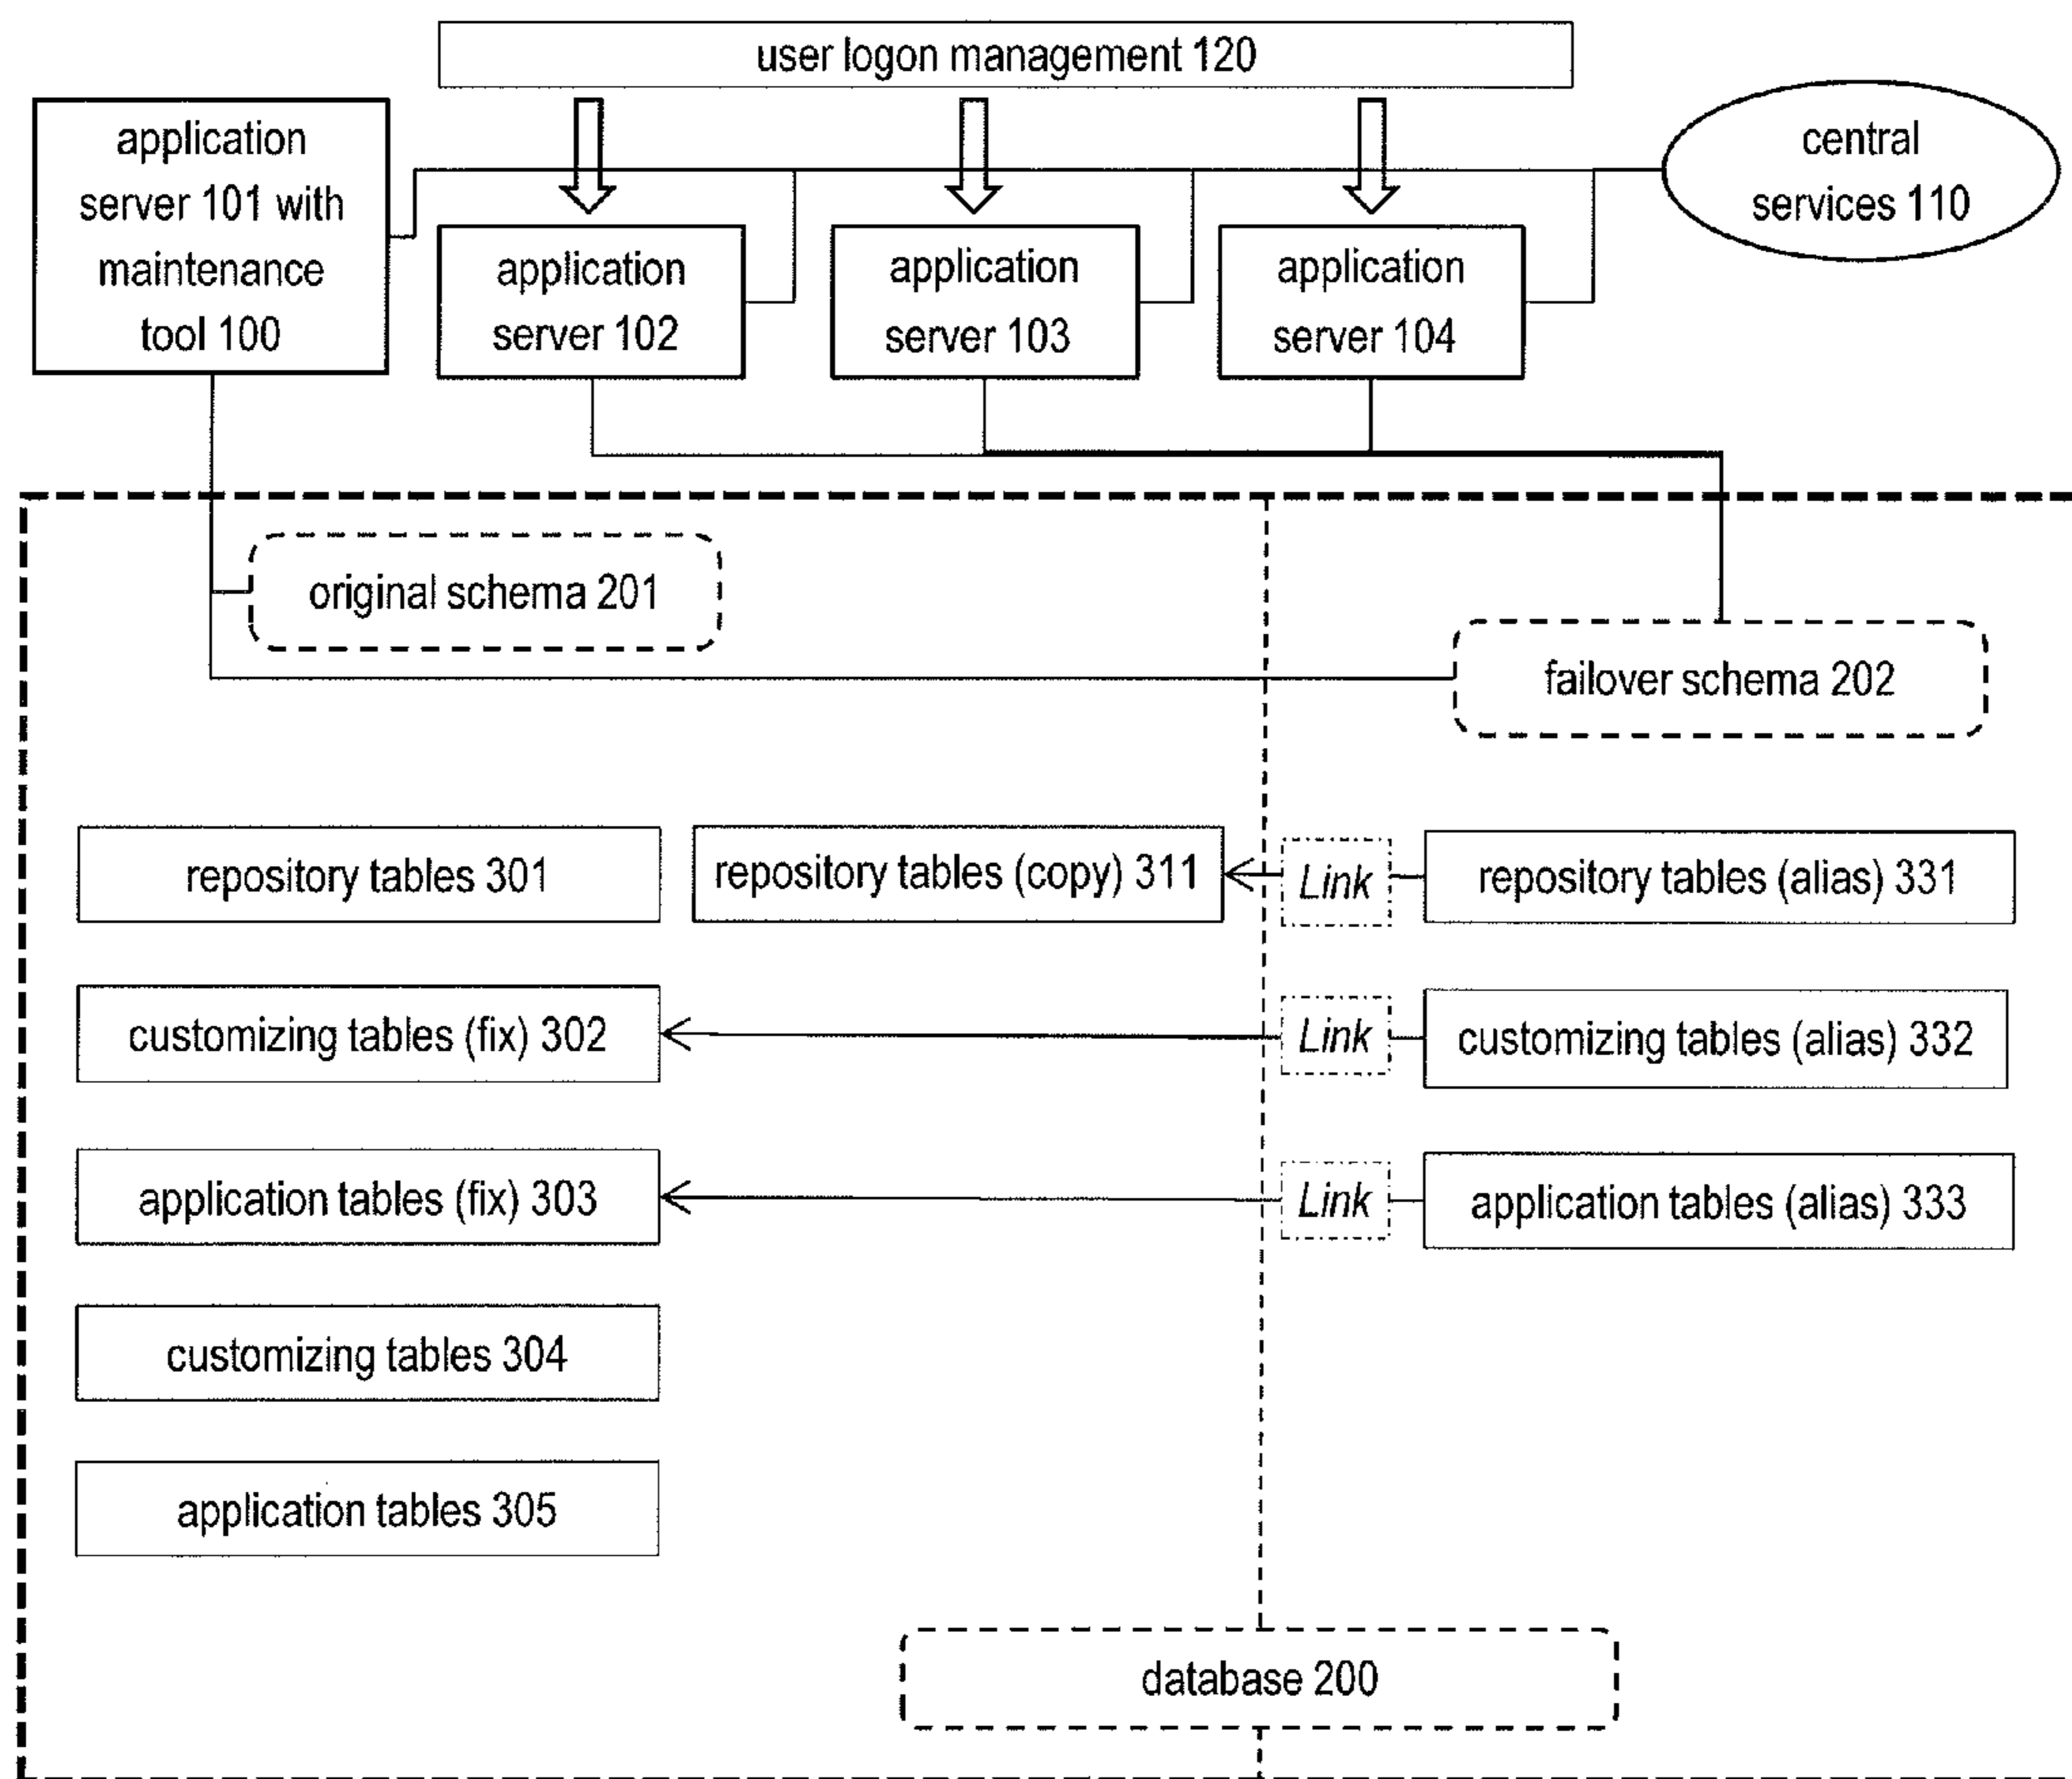 user logon management 120
application
server 101 with
maintenance
tool 100
central
services 110
application
server 102
application
server 103
application
server 104
original schema 201
failover schema 202
repository tables 301
repository tables (copy) 311
Link
repository tables (alias) 331
customizing tables (fix) 302
Link
customizing tables (alias) 332
application tables (fix) 303
Link
application tables (alias) 333
customizing tables 304
application tables 305
database 200